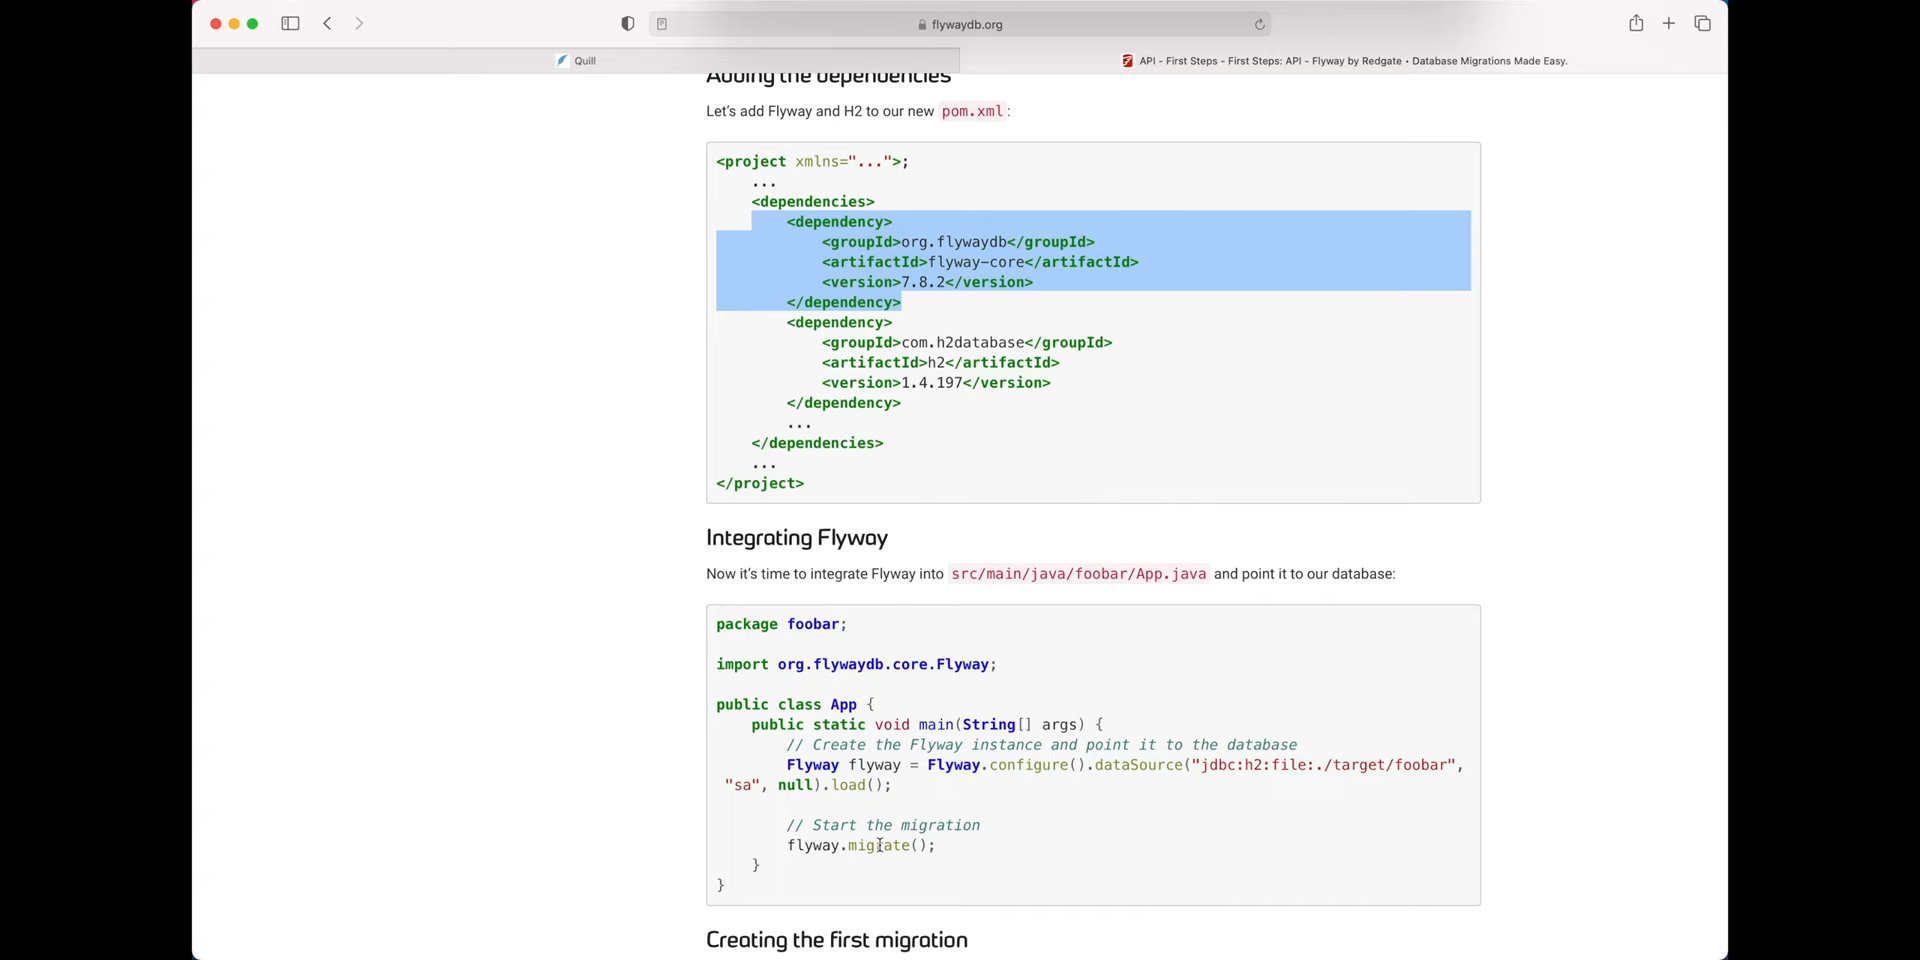 flywaydb.org
Quill
API - First Steps - First Steps: API - Flyway by Redgate • Database Migrations Made Easy.
Adding the dependencies
Let's add Flyway and H2 to our new pom.xml:
<project xmlns="...">;
...
<dependencies>
<dependency>
<groupId>org.flywaydb</groupId>
<artifactId>flyway-core</artifactId>
<version>7.8.2</version>
</dependency>
<dependency>
<groupId>com.h2database</groupId>
<artifactId>h2</artifactId>
<version>1.4.197</version>
</dependency>
...
</dependencies>
...
</project>
Integrating Flyway
Now it's time to integrate Flyway into src/main/java/foobar/App.java and point it to our database:
package foobar;
import org.flywaydb.core.Flyway;
public class App {
public static void main(String[] args) {
// Create the Flyway instance and point it to the database
Flyway flyway = Flyway.configure().dataSource("jdbc:h2:file:./target/foobar",
"sa", null).load();
// Start the migration
flyway.migrate();
}
}
Creating the first migration